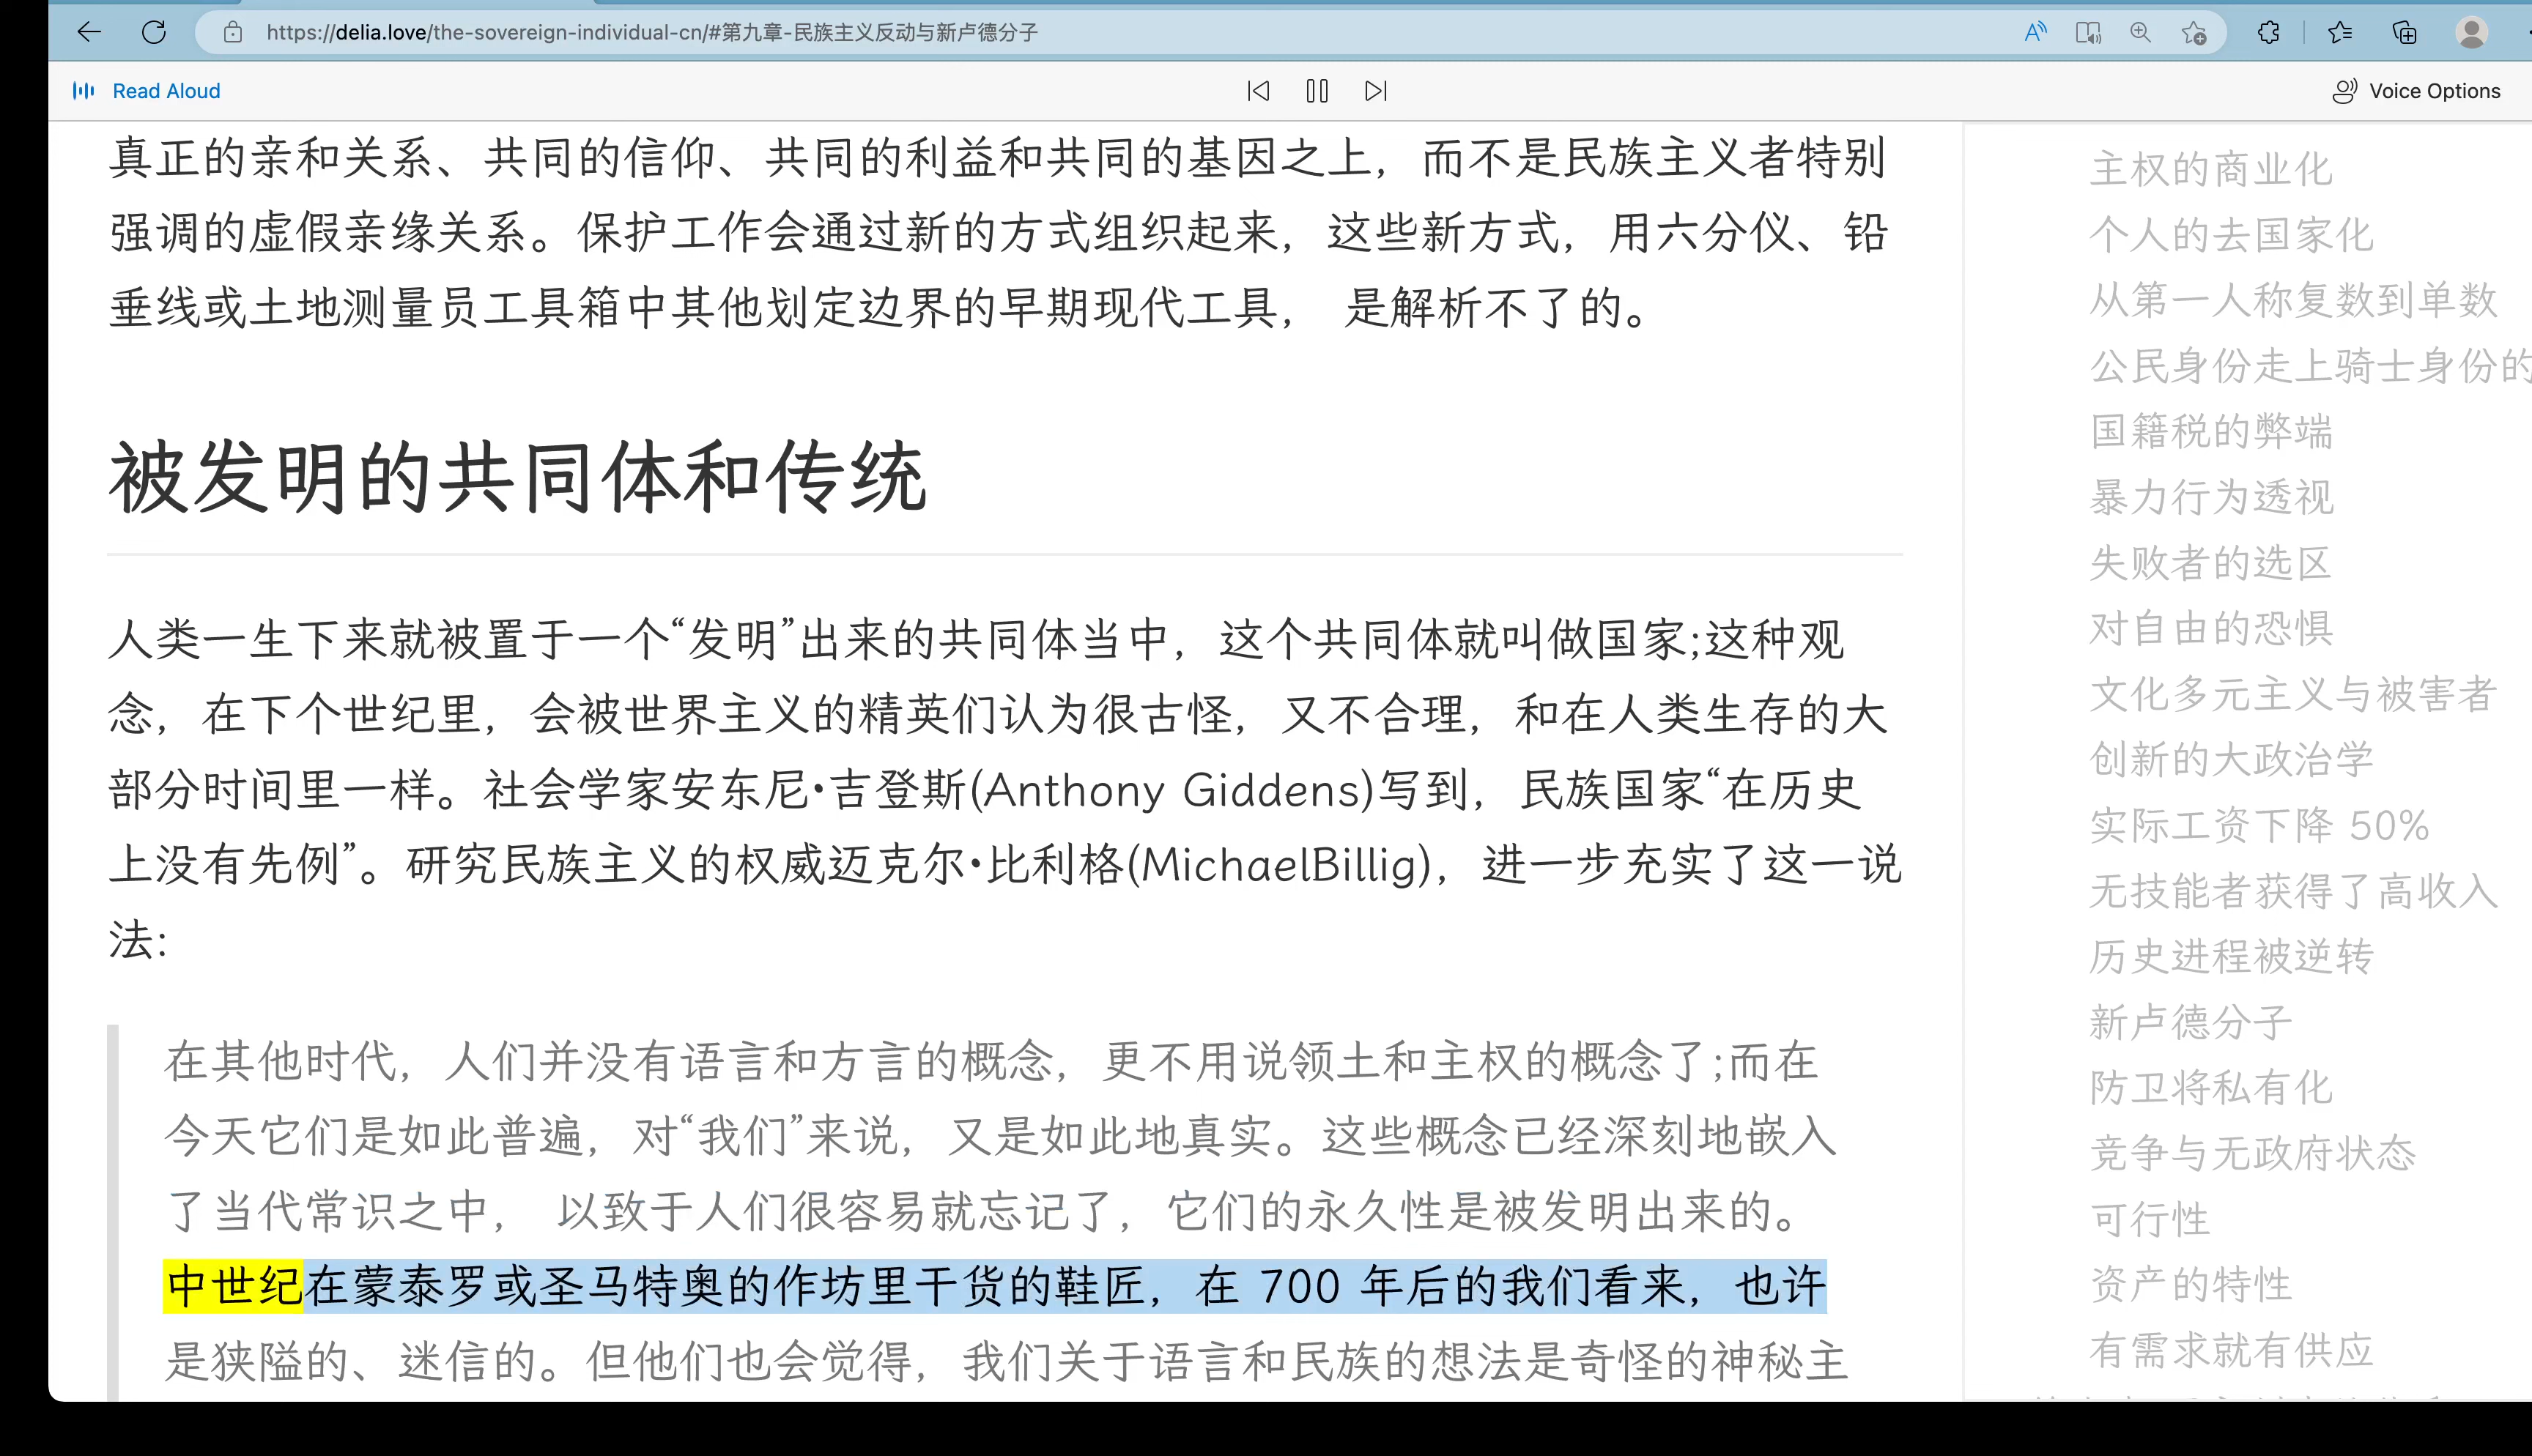 https://delia.love/the-sovereign-individual-cn/#第九章-民族主义反动与新卢德分子
Read Aloud
Voice Options
真正的亲和关系、共同的信仰、共同的利益和共同的基因之上，而不是民族主义者特别
强调的虚假亲缘关系。保护工作会通过新的方式组织起来，这些新方式，用六分仪、铅
垂线或土地测量员工具箱中其他划定边界的早期现代工具， 是解析不了的。
被发明的共同体和传统
人类一生下来就被置于一个“发明”出来的共同体当中，这个共同体就叫做国家;这种观
念，在下个世纪里，会被世界主义的精英们认为很古怪，又不合理，和在人类生存的大
部分时间里一样。社会学家安东尼•吉登斯(Anthony Giddens)写到，民族国家“在历史
上没有先例”。研究民族主义的权威迈克尔•比利格(MichaelBillig)，进一步充实了这一说
法:
在其他时代，人们并没有语言和方言的概念，更不用说领土和主权的概念了;而在
今天它们是如此普遍，对“我们”来说，又是如此地真实。这些概念已经深刻地嵌入
了当代常识之中， 以致于人们很容易就忘记了，它们的永久性是被发明出来的。
中世纪在蒙泰罗或圣马特奥的作坊里干货的鞋匠，在 700 年后的我们看来，也许
是狭隘的、迷信的。但他们也会觉得，我们关于语言和民族的想法是奇怪的神秘主
主权的商业化
个人的去国家化
从第一人称复数到单数
公民身份走上骑士身份的
国籍税的弊端
暴力行为透视
失败者的选区
对自由的恐惧
文化多元主义与被害者
创新的大政治学
实际工资下降 50%
无技能者获得了高收入
历史进程被逆转
新卢德分子
防卫将私有化
竞争与无政府状态
可行性
资产的特性
有需求就有供应